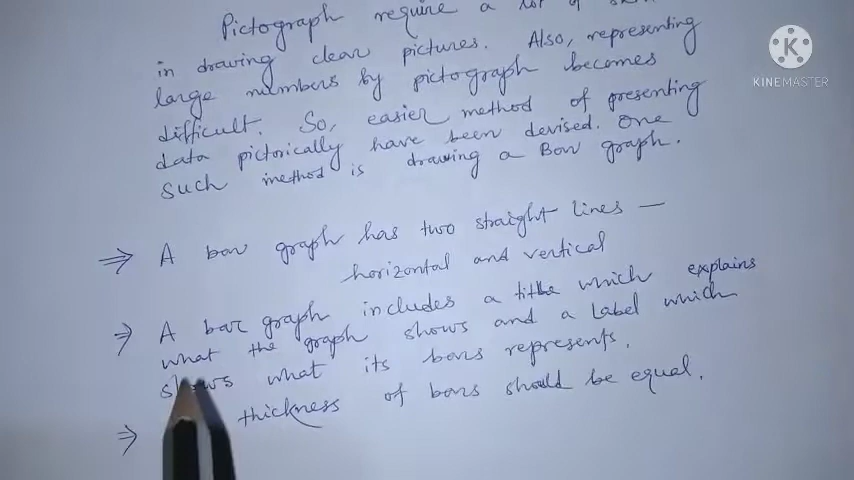 Pictograph require a lot of
in drawing clear pictures. Also, representing
large numbers by pictograph becomes
difficult. So, easier method of presenting
data pictorically have been devised. One
such method is drawing a Bar graph.
⇒ A bar graph has two straight lines —
horizontal and vertical
⇒ A bar graph includes a title which explains
what the graph shows and a Label which
shows what its bars represents.
⇒ thickness of bars should be equal.
K
KINEMASTER